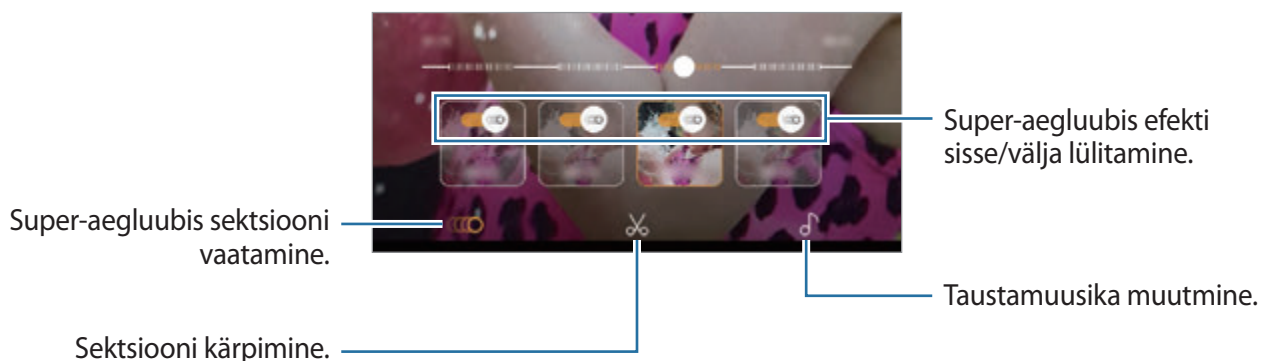 Super-aegluubis efekti
sisse/välja lülitamine.
Super-aegluubis sektsiooni
vaatamine.
Taustamuusika muutmine.
Sektsiooni kärpimine.